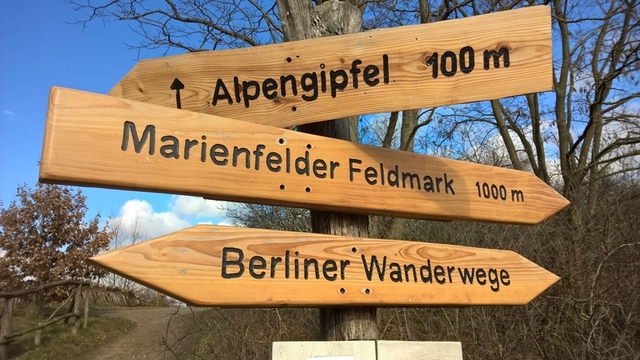 ↑ Alpengipfel 100 m
Marienfelder Feldmark 1000 m
Berliner Wanderwege